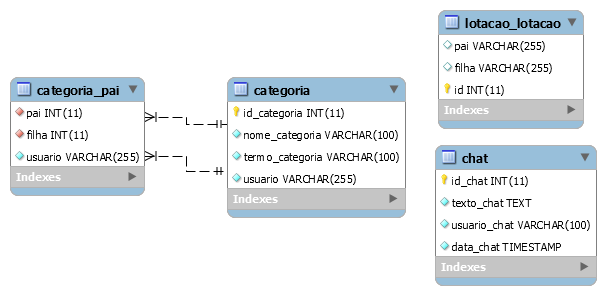 categoria_pai
pai INT(11)
filha INT(11)
usuario VARCHAR(255)
Indexes
categoria
id_categoria INT(11)
nome_categoria VARCHAR(100)
termo_categoria VARCHAR(100)
usuario VARCHAR(255)
Indexes
lotacao_lotacao
pai VARCHAR(255)
filha VARCHAR(255)
id INT(11)
Indexes
chat
id_chat INT(11)
texto_chat TEXT
usuario_chat VARCHAR(100)
data_chat TIMESTAMP
Indexes